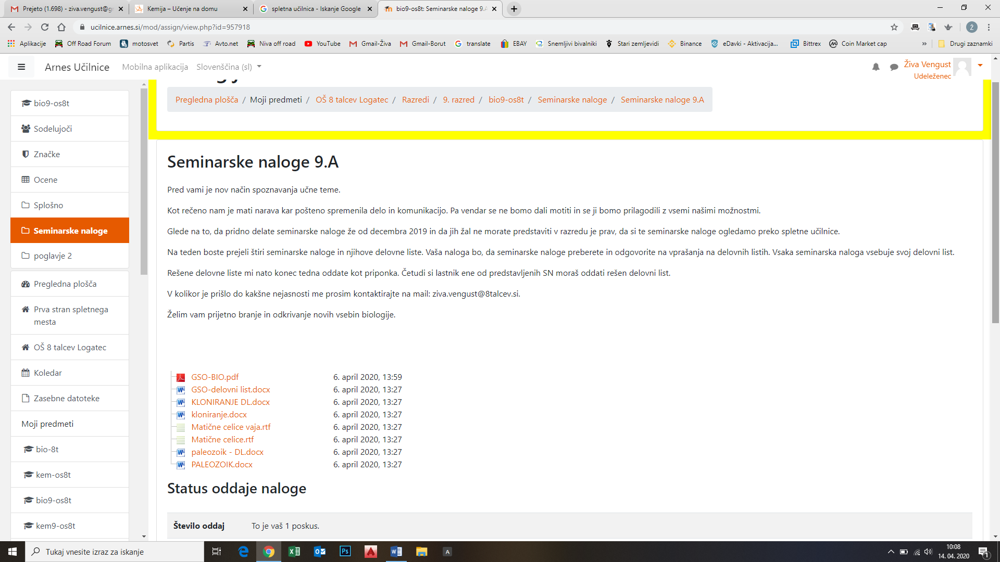 Prejeto (1.698) - ziva.vengust@gr
Kemija – Učenje na domu
spletna učilnica - Iskanje Google
bio9-os8t: Seminarske naloge 9.A
ucilnice.arnes.si/mod/assign/view.php?id=957918
Ž
Aplikacije
Off Road Forum
motosvet
Partis
Avto.net
Niva off road
YouTube
Gmail-Živa
Gmail-Borut
translate
EBAY
Snemljivi bivalniki
Stari zemljevidi
Binance
eDavki - Aktivacija...
Bittrex
Coin Market cap
»
Drugi zaznamki
Arnes Učilnice
Mobilna aplikacija
Slovenščina (sl)
Živa Vengust
Udeleženec
Pregledna plošča / Moji predmeti / OŠ 8 talcev Logatec / Razredi / 9. razred / bio9-os8t / Seminarske naloge / Seminarske naloge 9.A
bio9-os8t
Sodelujoči
Značke
Ocene
Splošno
Seminarske naloge
poglavje 2
Pregledna plošča
Prva stran spletnega
mesta
OŠ 8 talcev Logatec
Koledar
Zasebne datoteke
Moji predmeti
bio-8t
kem-os8t
bio9-os8t
kem9-os8t
Seminarske naloge 9.A
Pred vami je nov način spoznavanja učne teme.
Kot rečeno nam je mati narava kar pošteno spremenila delo in komunikacijo. Pa vendar se ne bomo dali motiti in se ji bomo prilagodili z vsemi našimi možnostmi.
Glede na to, da pridno delate seminarske naloge že od decembra 2019 in da jih žal ne morate predstaviti v razredu je prav, da si te seminarske naloge ogledamo preko spletne učilnice.
Na teden boste prejeli štiri seminarske naloge in njihove delovne liste. Vaša naloga bo, da seminarske naloge preberete in odgovorite na vprašanja na delovnih listih. Vsaka seminarska naloga vsebuje svoj delovni list.
Rešene delovne liste mi nato konec tedna oddate kot priponka. Četudi si lastnik ene od predstavljenih SN moraš oddati rešen delovni list.
V kolikor je prišlo do kakšne nejasnosti me prosim kontaktirajte na mail: ziva.vengust@8talcev.si.
Želim vam prijetno branje in odkrivanje novih vsebin biologije.
GSO-BIO.pdf 6. april 2020, 13:59
GSO-delovni list.docx 6. april 2020, 13:27
KLONIRANJE DL.docx 6. april 2020, 13:27
kloniranje.docx 6. april 2020, 13:27
Matične celice vaja.rtf 6. april 2020, 13:27
Matične celice.rtf 6. april 2020, 13:27
paleozoik - DL.docx 6. april 2020, 13:27
PALEOZOIK.docx 6. april 2020, 13:27
Status oddaje naloge
Število oddaj To je vaš 1 poskus.
Tukaj vnesite izraz za iskanje
10:08
14. 04. 2020
1